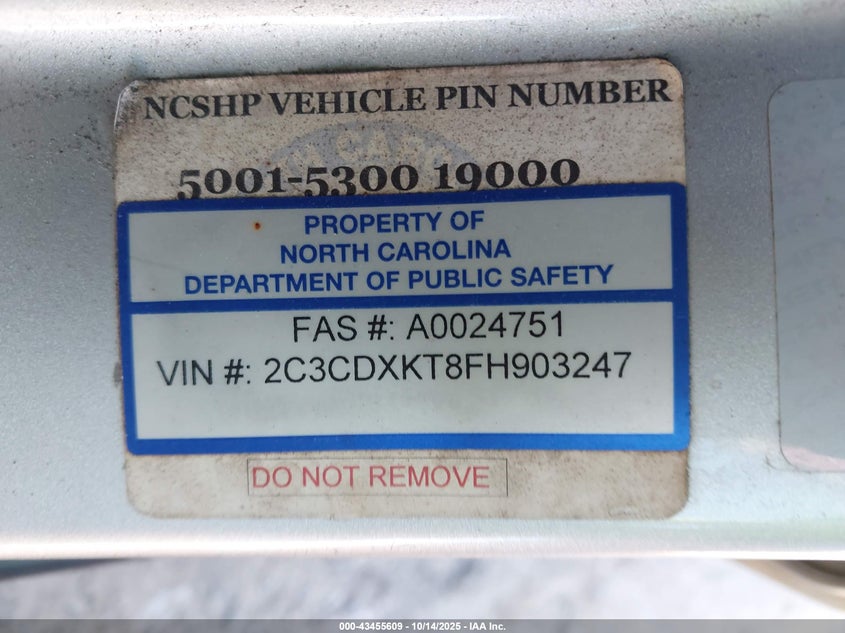 NCSHP VEHICLE PIN NUMBER
5001-5300 19000
PROPERTY OF
NORTH CAROLINA
DEPARTMENT OF PUBLIC SAFETY
FAS #: A0024751
VIN #: 2C3CDXKT8FH903247
DO NOT REMOVE
000-43455609 - 10/14/2025 - IAA Inc.